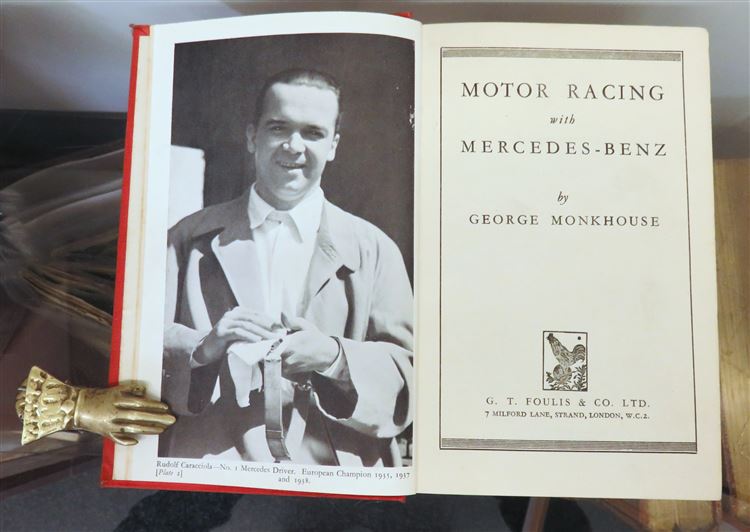 Rudolf Caracciola—No. 1 Mercedes Driver. European Champion 1935, 1937
[Plate 2] and 1938.
MOTOR RACING
with
MERCEDES-BENZ
by
GEORGE MONKHOUSE
G. T. FOULIS & CO. LTD.
7 MILFORD LANE, STRAND, LONDON, W.C.2.